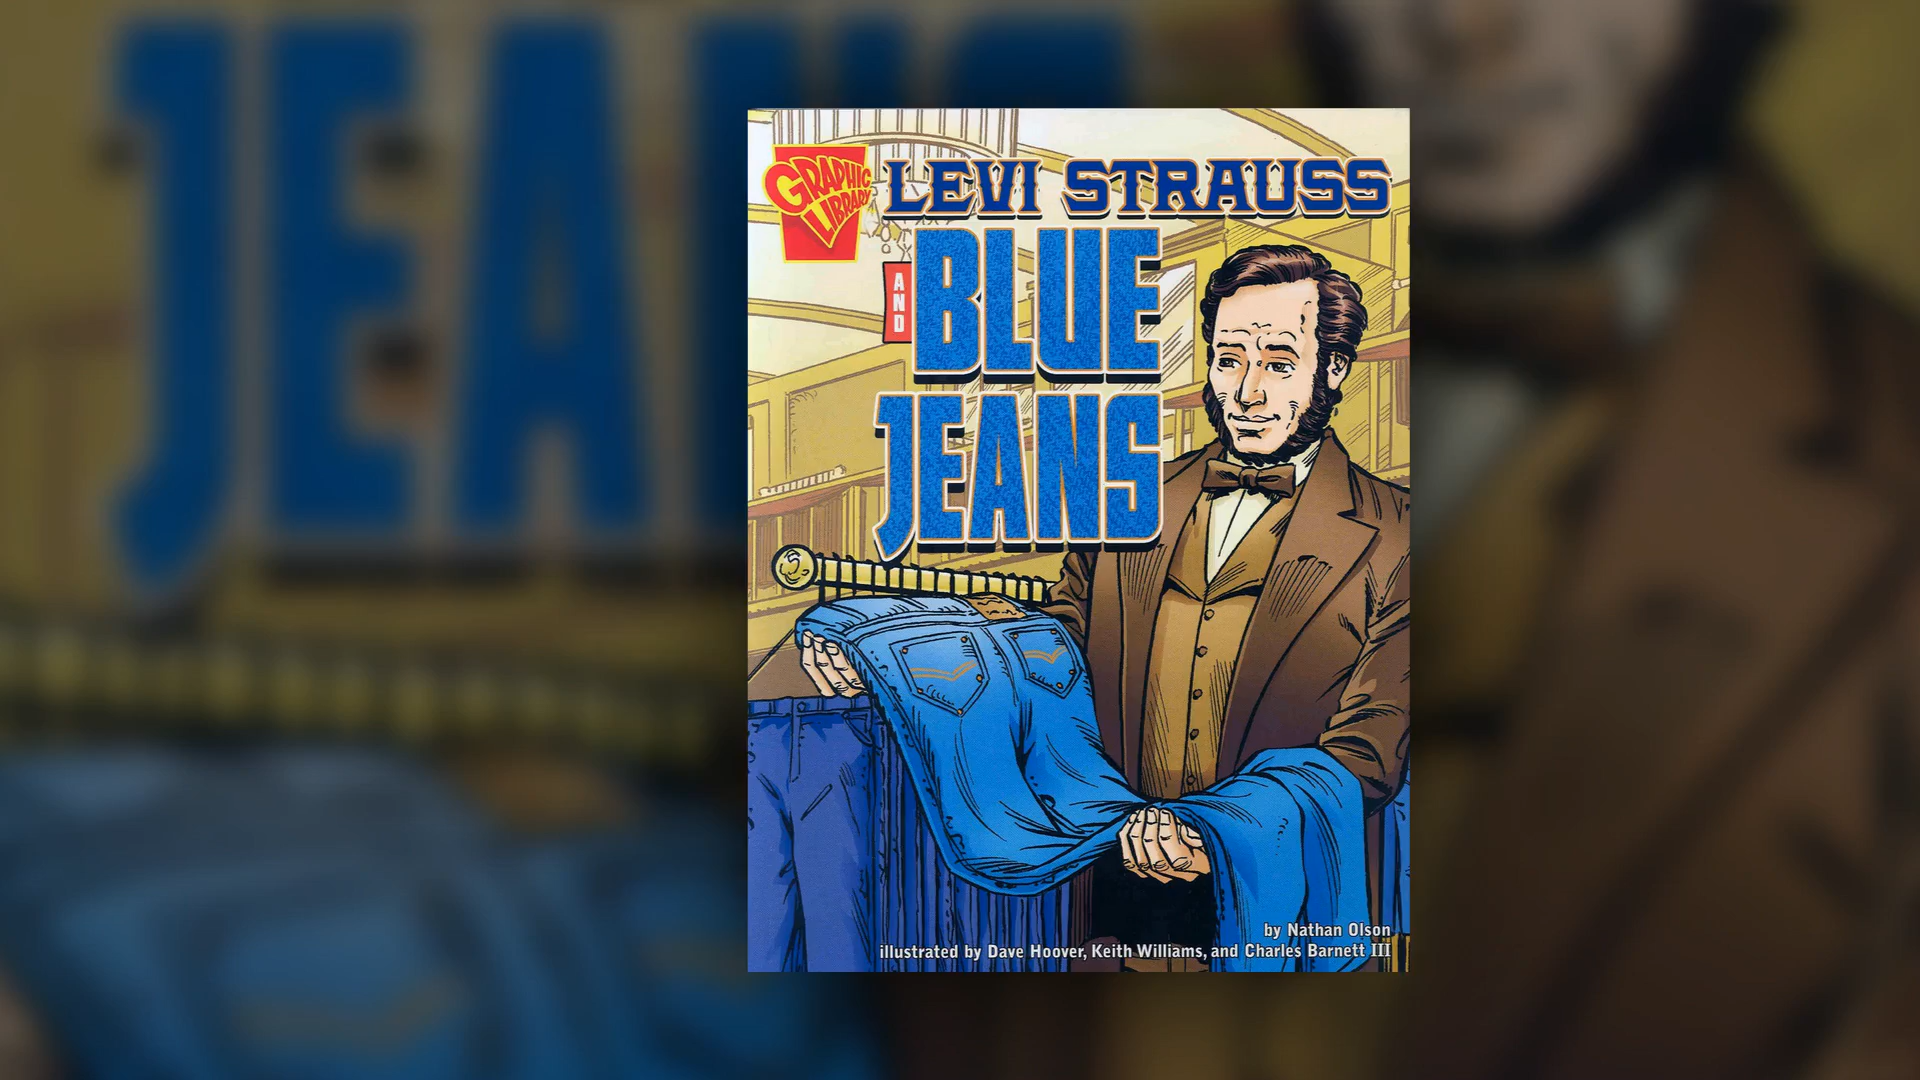 GRAPHIC
LIBRARY
LEVI STRAUSS
AND
BLUE
JEANS
by Nathan Olson
illustrated by Dave Hoover, Keith Williams, and Charles Barnett III
JEANS